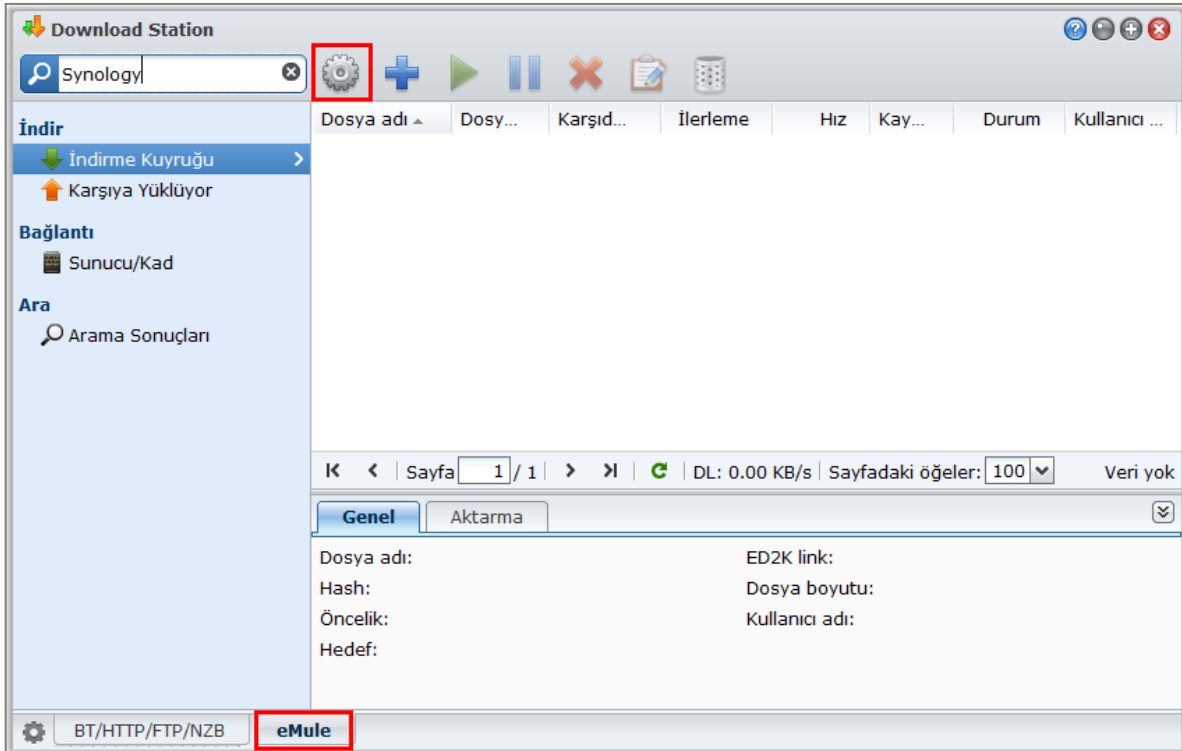 Download Station
Synology
İndir
İndirme Kuyruğu
Karşıya Yüklüyor
Bağlantı
Sunucu/Kad
Ara
Arama Sonuçları
Dosya adı Dosy... Karşıd... İlerleme Hız Kay... Durum Kullanıcı ...
Sayfa 1 / 1 DL: 0.00 KB/s Sayfadaki öğeler: 100 Veri yok
Genel Aktarma
Dosya adı: ED2K link:
Hash: Dosya boyutu:
Öncelik: Kullanıcı adı:
Hedef:
BT/HTTP/FTP/NZB eMule